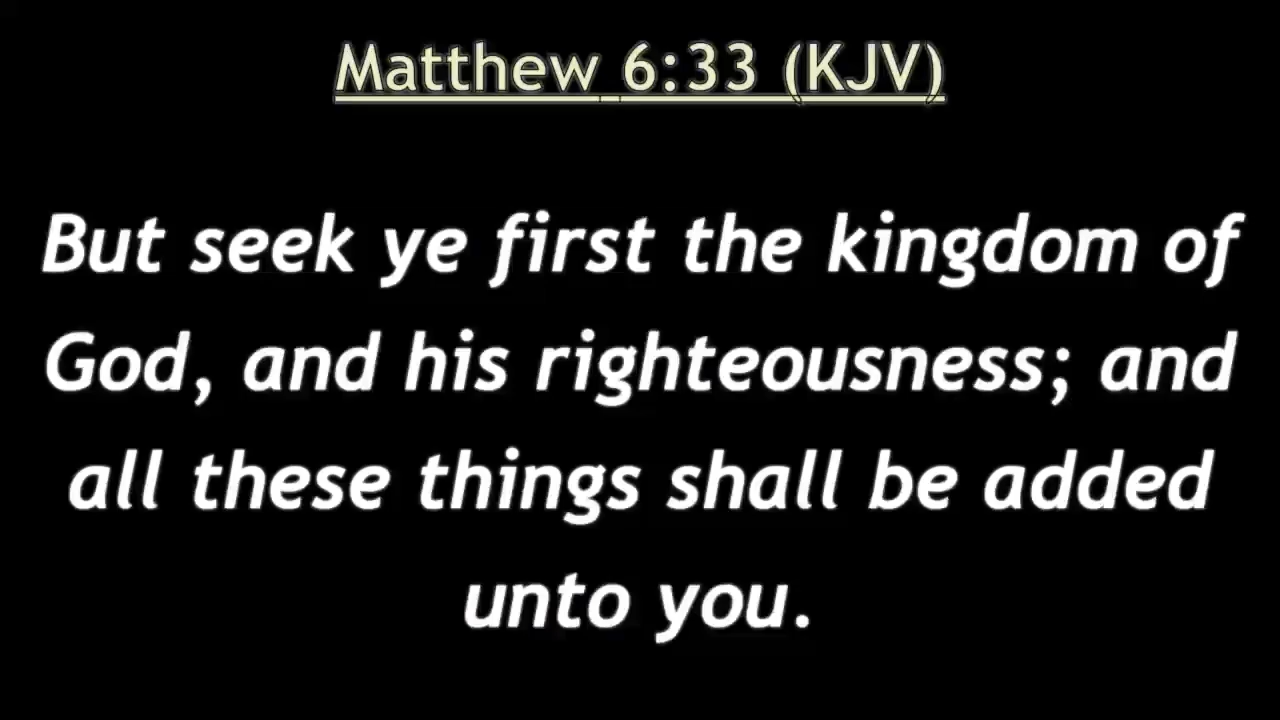 Matthew 6:33 (KJV)
But seek ye first the kingdom of
God, and his righteousness; and
all these things shall be added
unto you.